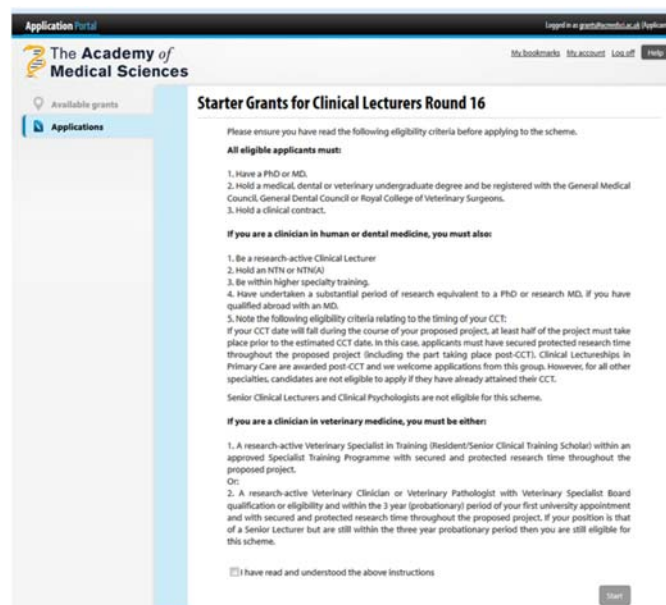 Application Portal
Logged in as grants@acmedsci.ac.uk (Applicant
My bookmarks My account Log off Help
The Academy of
Medical Sciences
Available grants
Applications
Starter Grants for Clinical Lecturers Round 16
Please ensure you have read the following eligibility criteria before applying to the scheme.
All eligible applicants must:
1. Have a PhD or MD.
2. Hold a medical, dental or veterinary undergraduate degree and be registered with the General Medical
Council, General Dental Council or Royal College of Veterinary Surgeons.
3. Hold a clinical contract.
If you are a clinician in human or dental medicine, you must also:
1. Be a research-active Clinical Lecturer
2. Hold an NTN or NTN(A)
3. Be within higher specialty training.
4. Have undertaken a substantial period of research equivalent to a PhD or research MD, if you have
qualified abroad with an MD.
5. Note the following eligibility criteria relating to the timing of your CCT:
If your CCT date will fall during the course of your proposed project, at least half of the project must take
place prior to the estimated CCT date. In this case, applicants must have secured protected research time
throughout the proposed project (including the part taking place post-CCT). Clinical Lectureships in
Primary Care are awarded post-CCT and we welcome applications from this group. However, for all other
specialties, candidates are not eligible to apply if they have already attained their CCT.
Senior Clinical Lecturers and Clinical Psychologists are not eligible for this scheme.
If you are a clinician in veterinary medicine, you must be either:
1. A research-active Veterinary Specialist in Training (Resident/Senior Clinical Training Scholar) within an
approved Specialist Training Programme with secured and protected research time throughout the
proposed project.
Or:
2. A research-active Veterinary Clinician or Veterinary Pathologist with Veterinary Specialist Board
qualification or eligibility and within the 3 year (probationary) period of your first university appointment
and with secured and protected research time throughout the proposed project. If your position is that
of a Senior Lecturer but are still within the three year probationary period then you are still eligible for
this scheme.
I have read and understood the above instructions
Start